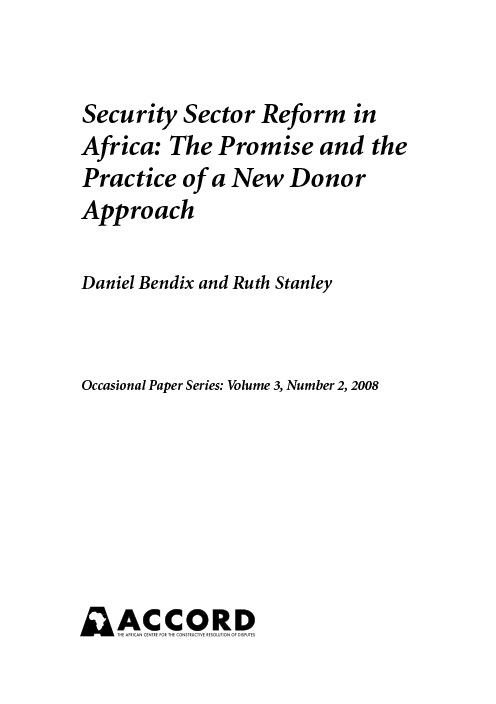 Security Sector Reform in
Africa: The Promise and the
Practice of a New Donor
Approach
Daniel Bendix and Ruth Stanley
Occasional Paper Series: Volume 3, Number 2, 2008
ACCORD
THE AFRICAN CENTRE FOR THE CONSTRUCTIVE RESOLUTION OF DISPUTES